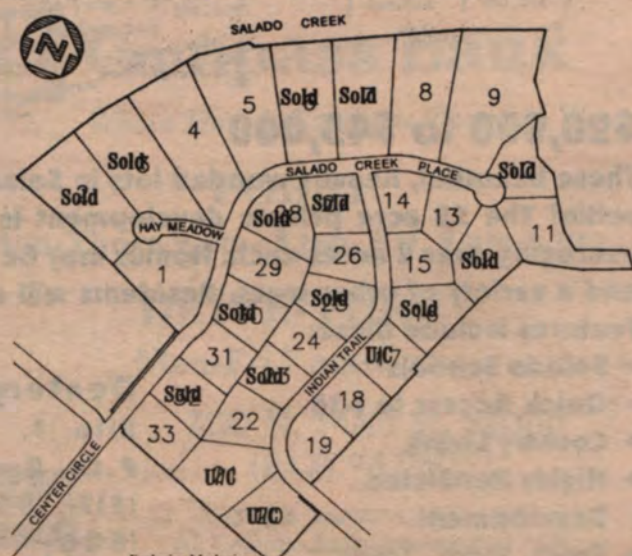 N
SALADO CREEK
5
Sold
Sold
8
9
4
Sold
Sold
SALADO CREEK PLACE
Sold
HAY MEADOW
1
Sold
Sold
14
13
11
29
26
15
Sold
Sold
Sold
Sold
31
24
INDIAN TRAIL
U/C
17
Sold
Sold
18
33
22
19
CENTER CIRCLE
U/C
U/C